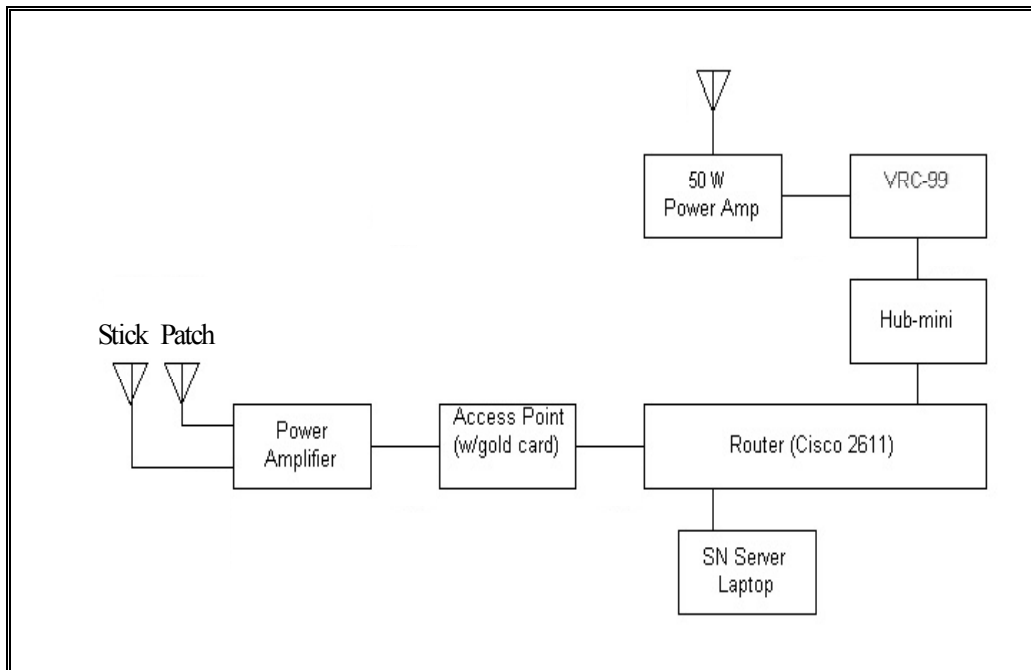 50 W
Power Amp
VRC-99
Hub-mini
Stick Patch
Power
Amplifier
Access Point
(w/gold card)
Router (Cisco 2611)
SN Server
Laptop